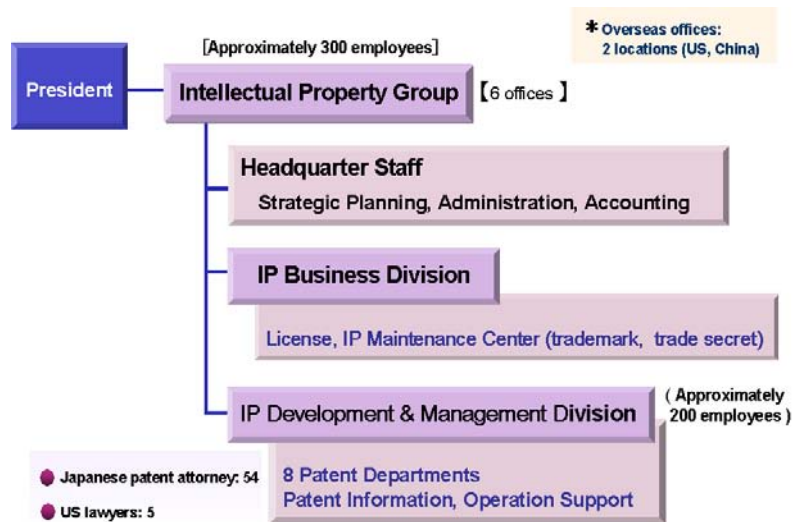 [Approximately 300 employees]
* Overseas offices:
2 locations (US, China)
President
Intellectual Property Group
【6 offices 】
Headquarter Staff
Strategic Planning, Administration, Accounting
IP Business Division
License, IP Maintenance Center (trademark, trade secret)
IP Development & Management Division
( Approximately
200 employees )
8 Patent Departments
Patent Information, Operation Support
Japanese patent attorney: 54
US lawyers: 5